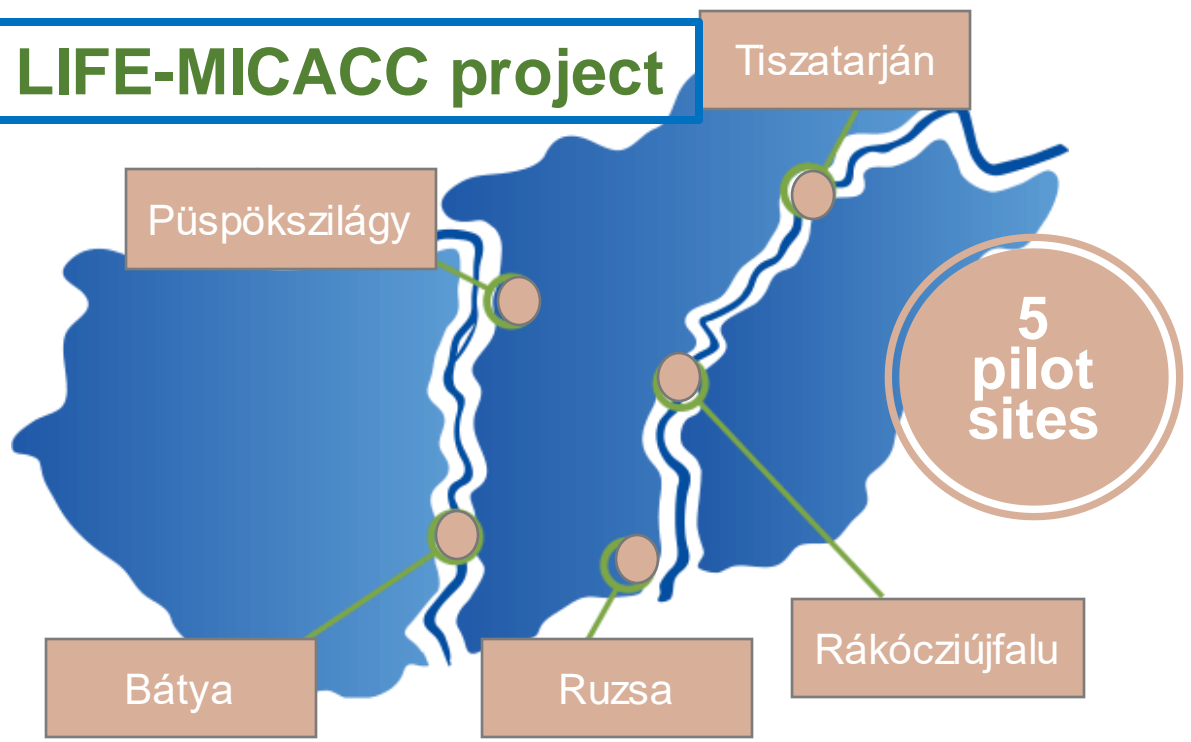 LIFE-MICACC project
Tiszatarján
Püspökszilágy
5
pilot
sites
Rákócziújfalu
Bátya
Ruzsa